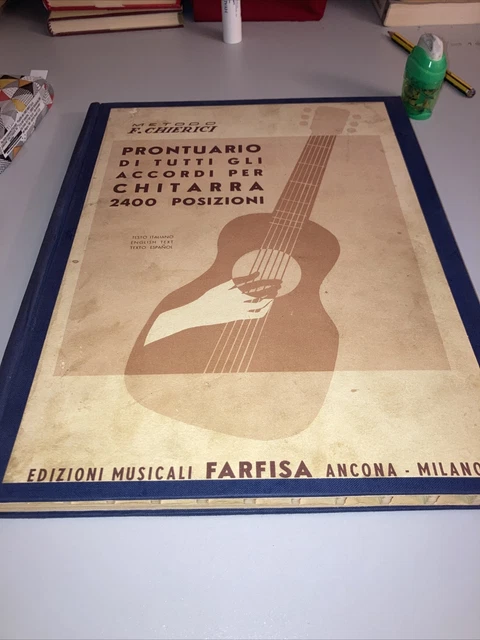 METODO
F. CHIERICI
PRONTUARIO
DI TUTTI GLI
ACCORDI PER
CHITARRA
2400 POSIZIONI
TESTO ITALIANO
ENGLISH TEXT
TEXTO ESPAÑOL
EDIZIONI MUSICALI FARFISA ANCONA - MILANO